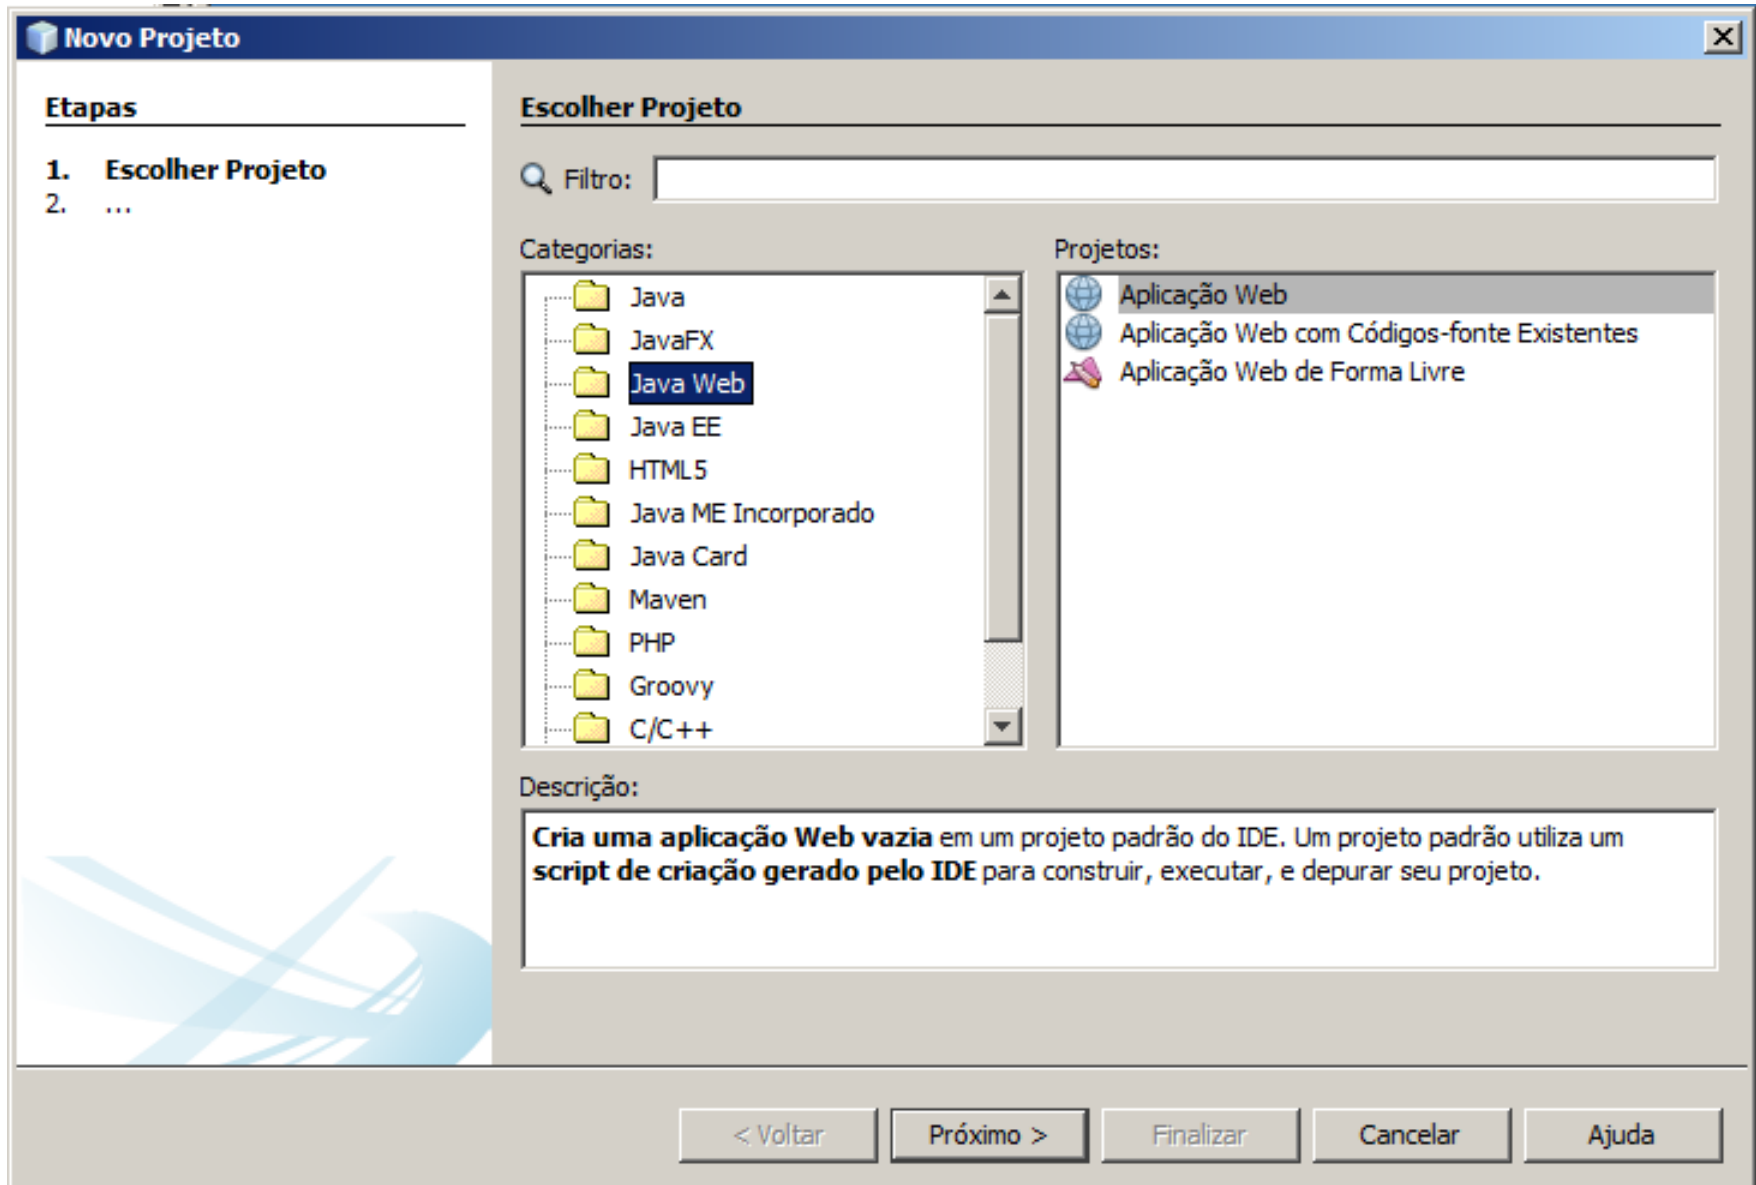 Novo Projeto
Etapas
1. Escolher Projeto
2. ...
Escolher Projeto
Filtro:
Categorias:
Java
JavaFX
Java Web
Java EE
HTML5
Java ME Incorporado
Java Card
Maven
PHP
Groovy
C/C++
Projetos:
Aplicação Web
Aplicação Web com Códigos-fonte Existentes
Aplicação Web de Forma Livre
Descrição:
Cria uma aplicação Web vazia em um projeto padrão do IDE. Um projeto padrão utiliza um
script de criação gerado pelo IDE para construir, executar, e depurar seu projeto.
< Voltar
Próximo >
Finalizar
Cancelar
Ajuda